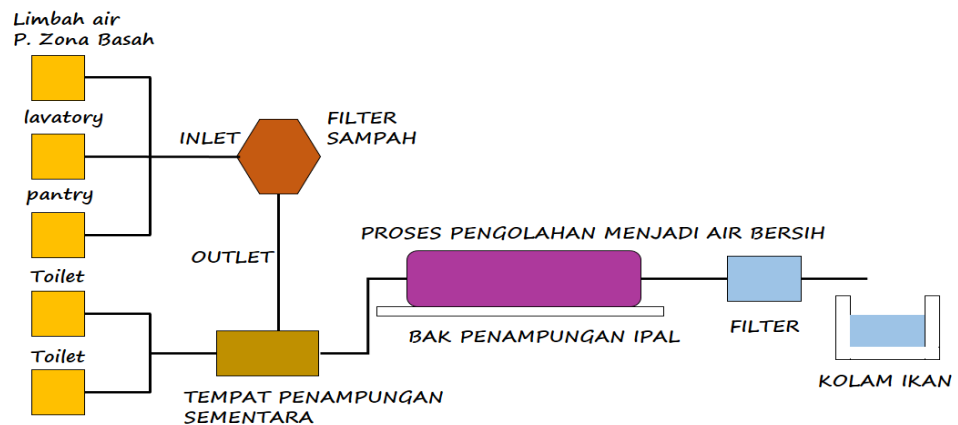 Limbah air
P. Zona Basah
lavatory
pantry
Toilet
Toilet
INLET
FILTER
SAMPAH
OUTLET
TEMPAT PENAMPUNGAN
SEMENTARA
PROSES PENGOLAHAN MENJADI AIR BERSIH
BAK PENAMPUNGAN IPAL
FILTER
KOLAM IKAN